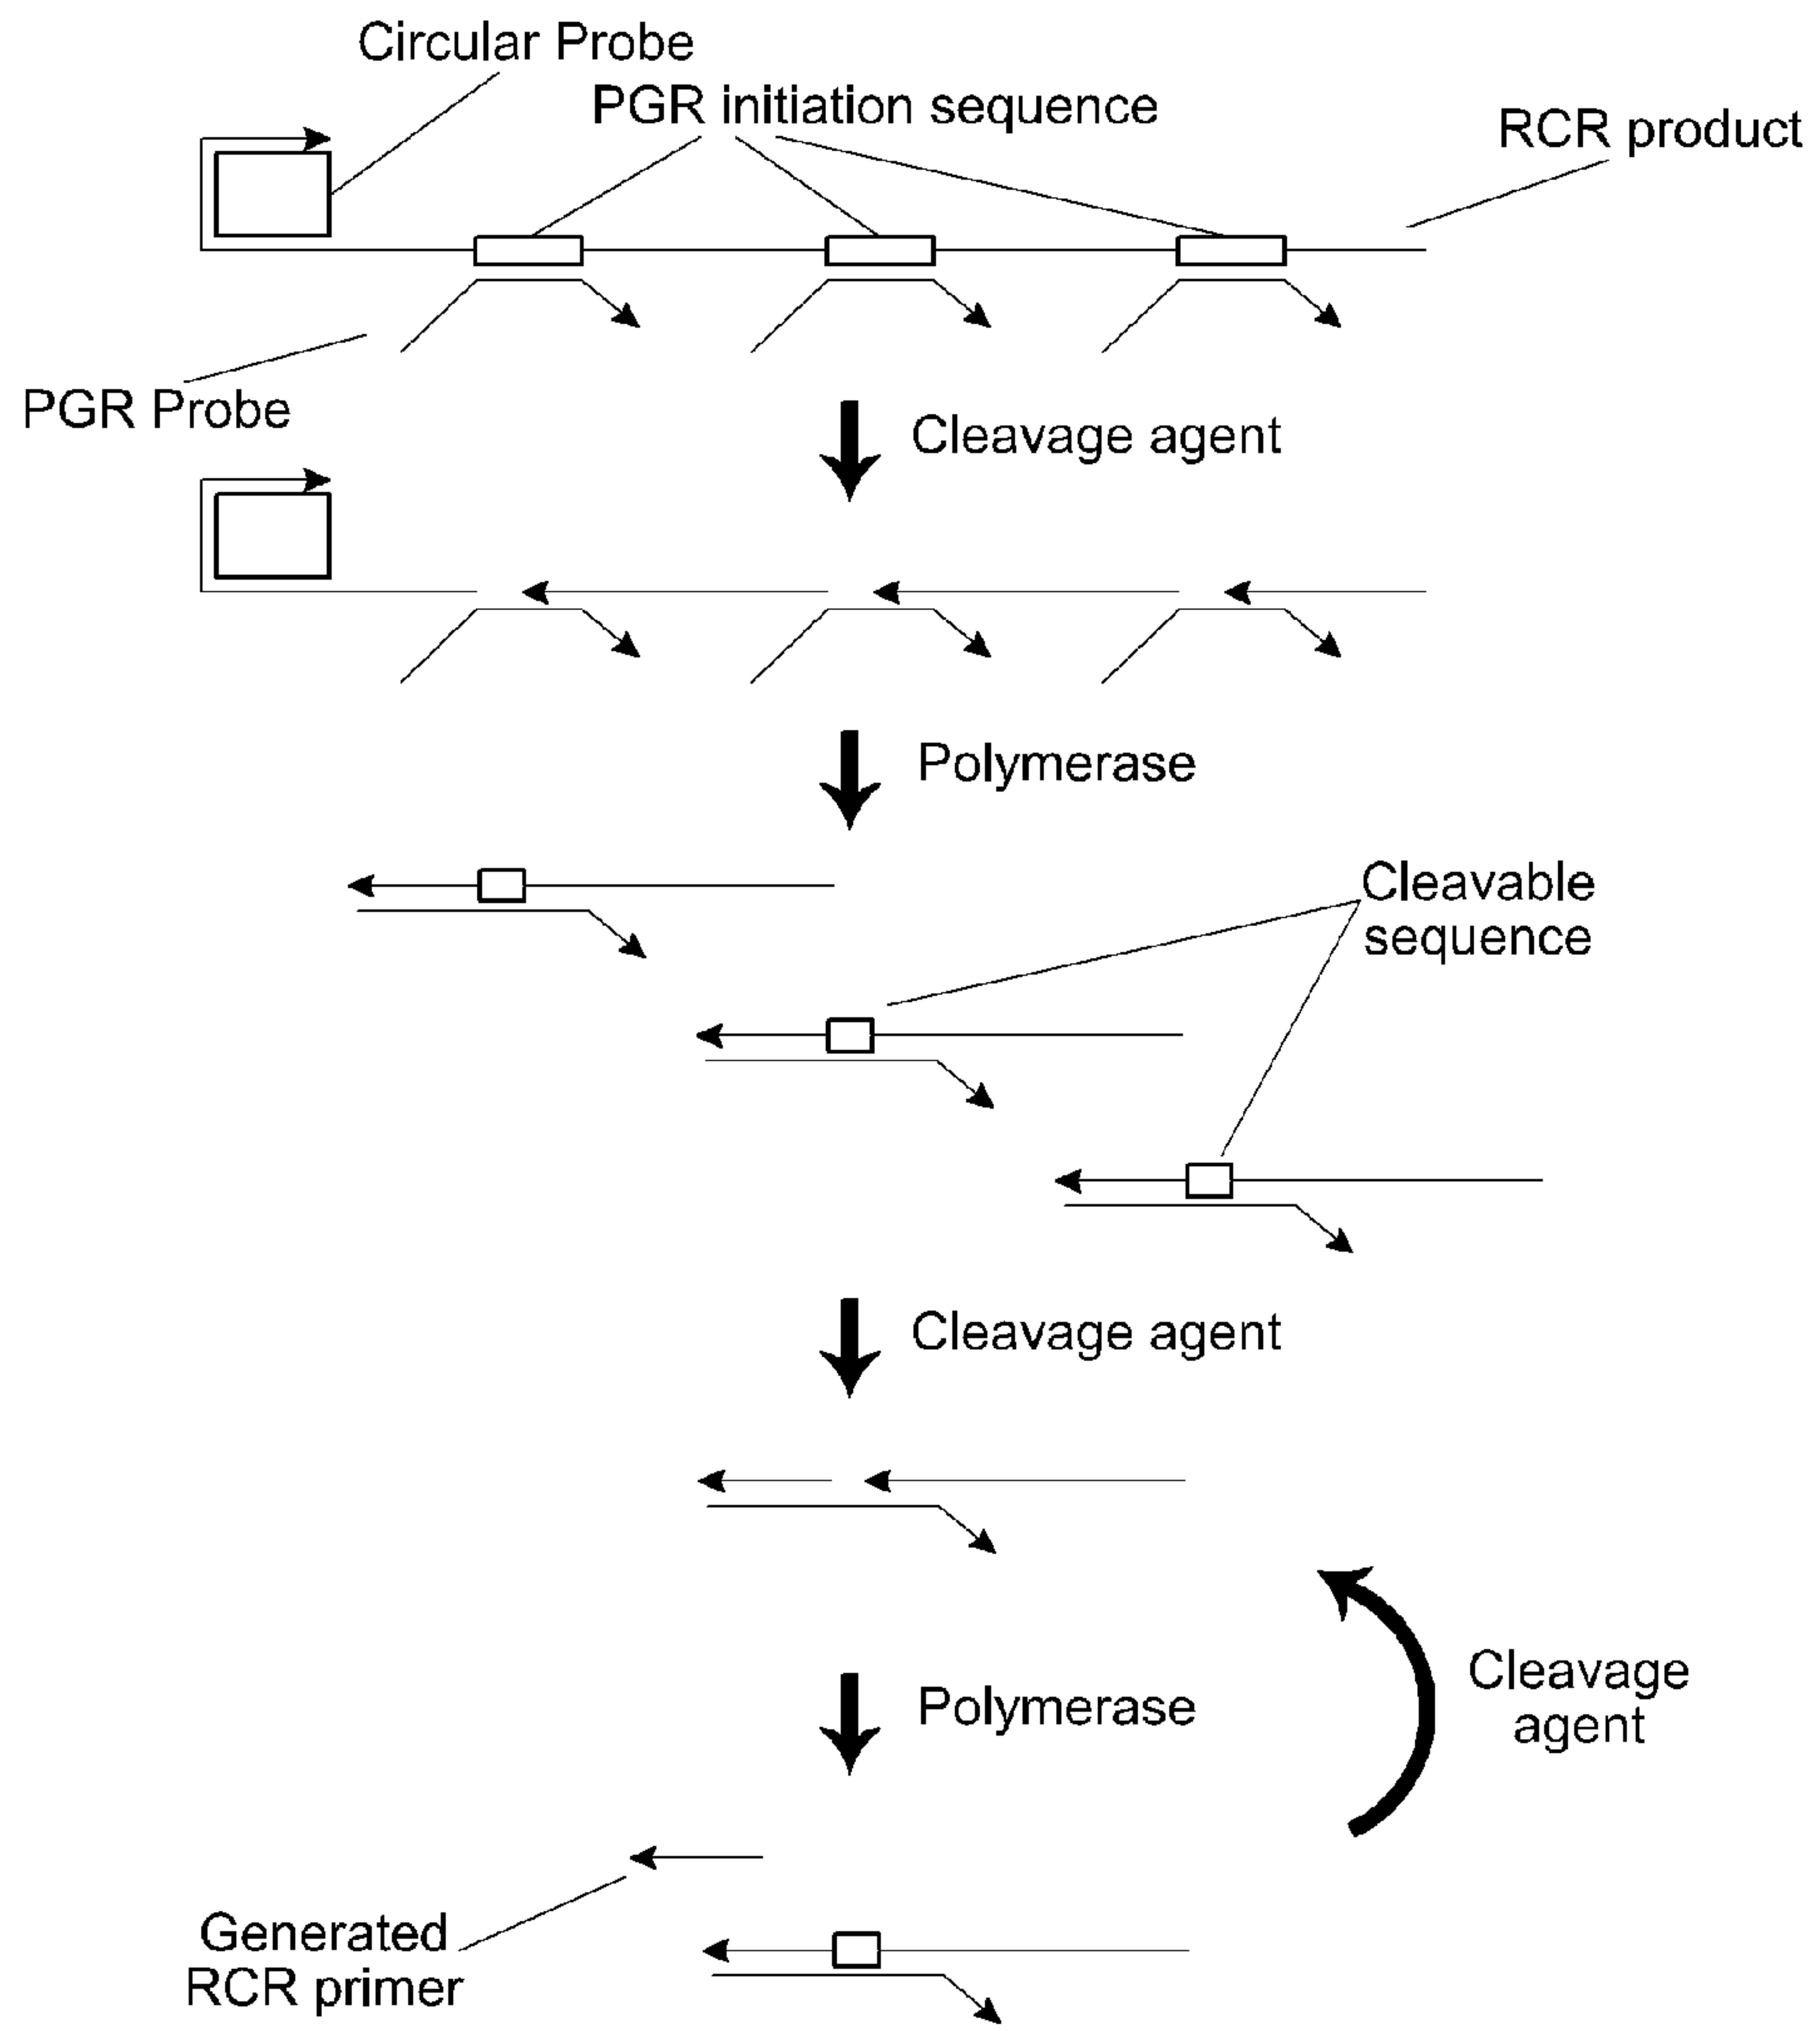 Circular Probe
PGR initiation sequence
RCR product
PGR Probe
Cleavage agent
Polymerase
Cleavable
sequence
Cleavage agent
Polymerase
Cleavage
agent
Generated
RCR primer